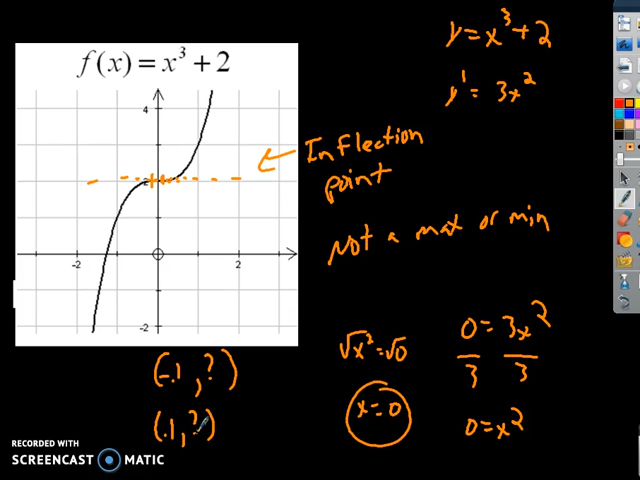 f(x) = x³ + 2
4
2
-2
2
-2
y = x³ + 2
y' = 3x²
Inflection
point
Not a max or min
0 = 3x²
3 3
0 = x²
√x² = √0
x = 0
(-.1, ?)
(.1, ?)
RECORDED WITH
SCREENCAST MATIC